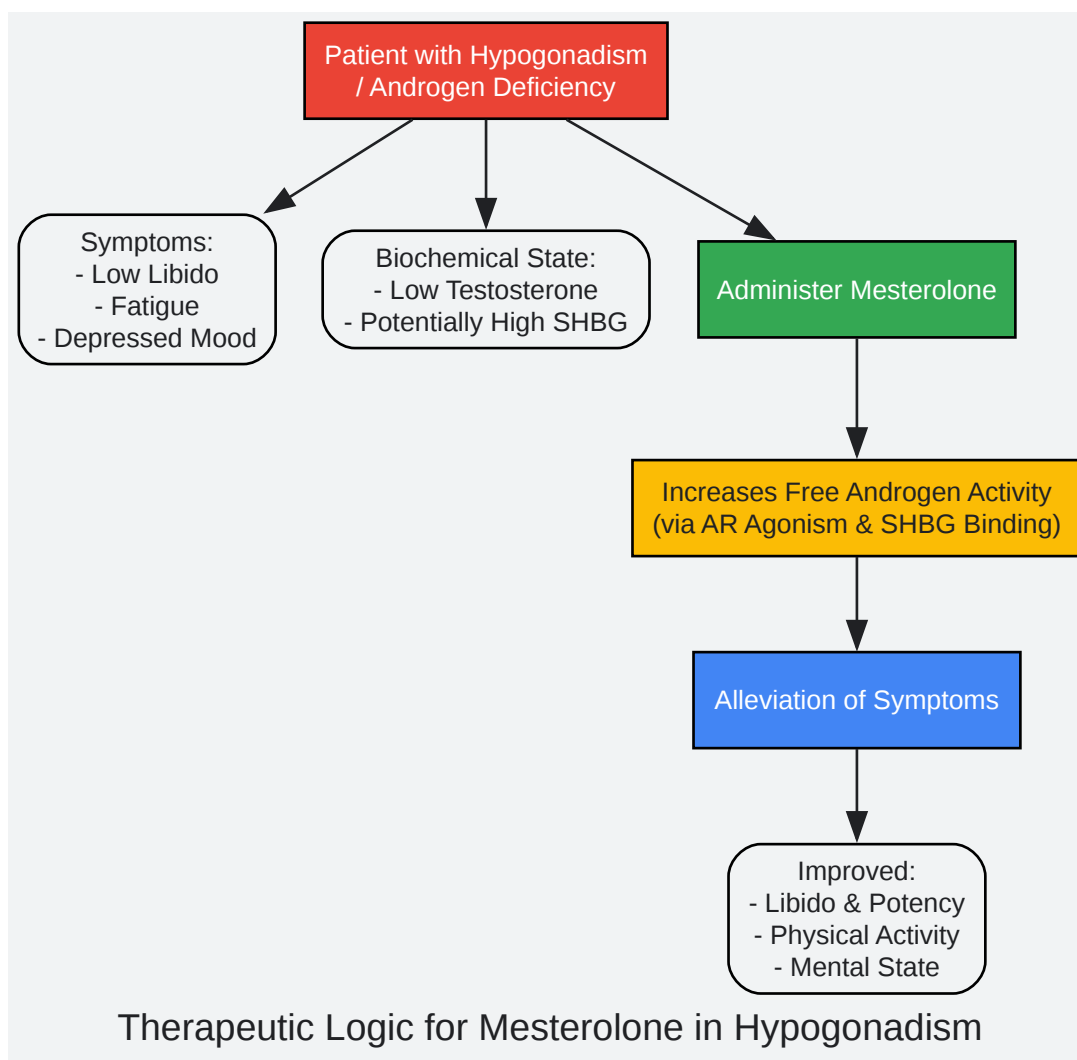 Patient with Hypogonadism
/ Androgen Deficiency
Symptoms:
- Low Libido
- Fatigue
- Depressed Mood
Biochemical State:
- Low Testosterone
- Potentially High SHBG
Administer Mesterolone
Increases Free Androgen Activity
(via AR Agonism & SHBG Binding)
Alleviation of Symptoms
Improved:
- Libido & Potency
- Physical Activity
- Mental State
Therapeutic Logic for Mesterolone in Hypogonadism